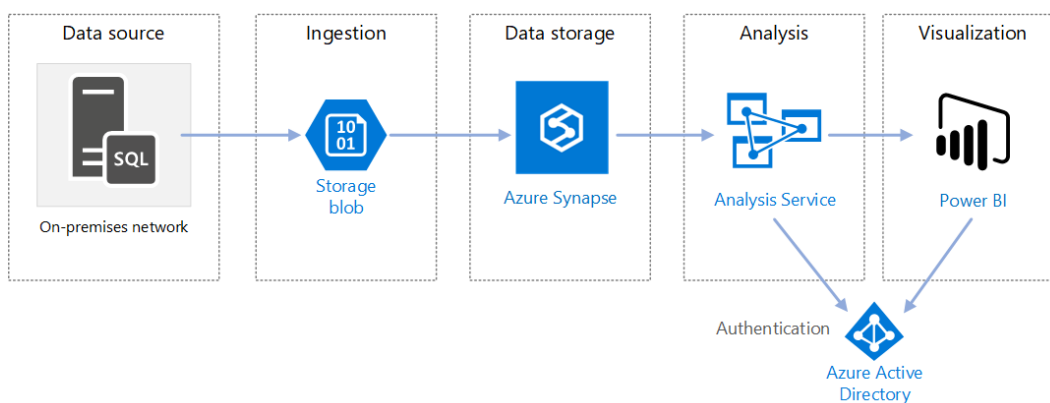 Data source
Ingestion
Data storage
Analysis
Visualization
SQL
10
01
On-premises network
Storage
blob
Azure Synapse
Analysis Service
Power BI
Authentication
Azure Active
Directory